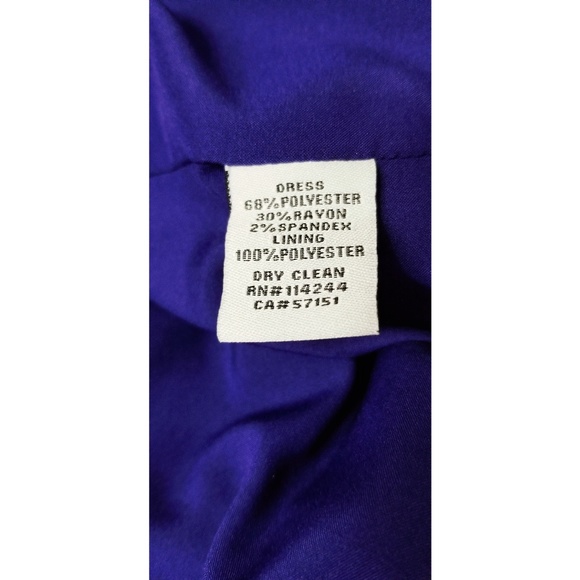 DRESS
68%POLYESTER
30%RAYON
2%SPANDEX
LINING
100%POLYESTER
DRY CLEAN
RN#114244
CA#57151